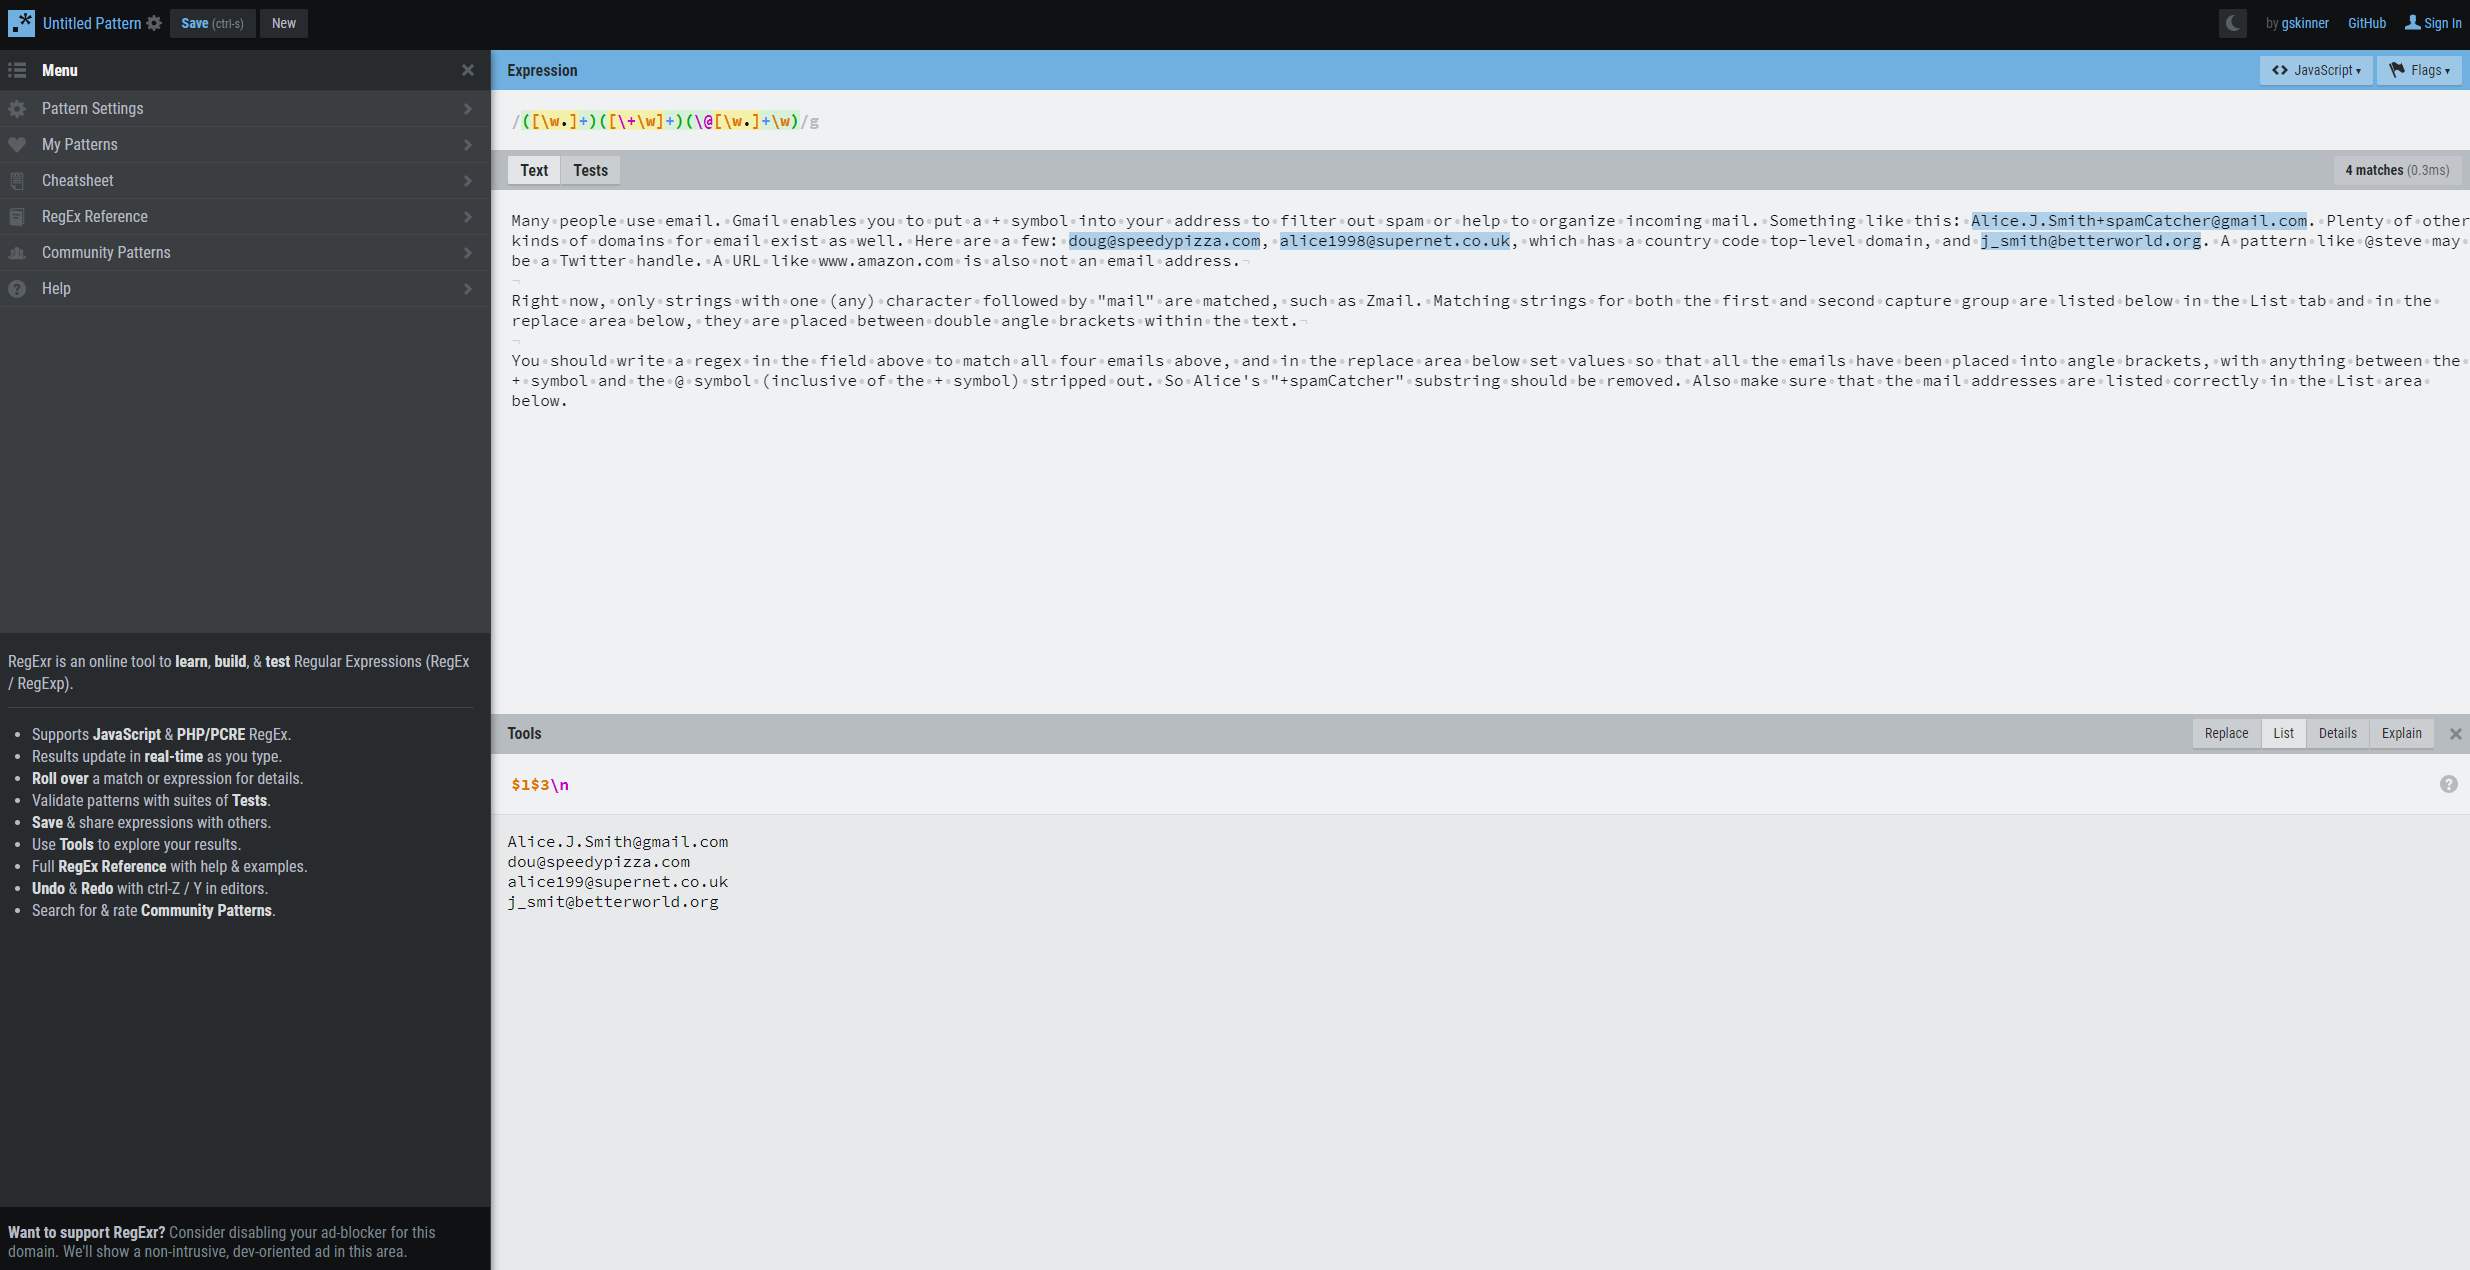 Untitled Pattern Save (ctrl-s) New by gskinner GitHub Sign In
Menu
Pattern Settings
My Patterns
Cheatsheet
RegEx Reference
Community Patterns
Help
RegExr is an online tool to learn, build, & test Regular Expressions (RegEx
/ RegExp).
• Supports JavaScript & PHP/PCRE RegEx.
• Results update in real-time as you type.
• Roll over a match or expression for details.
• Validate patterns with suites of Tests.
• Save & share expressions with others.
• Use Tools to explore your results.
• Full RegEx Reference with help & examples.
• Undo & Redo with ctrl-Z / Y in editors.
• Search for & rate Community Patterns.
Want to support RegExr? Consider disabling your ad-blocker for this
domain. We'll show a non-intrusive, dev-oriented ad in this area.
Expression JavaScript Flags
/([\w.]+)([\+\w]+)(\@[\w.]+\w)/g
Text Tests 4 matches (0.3ms)
Many people use email. Gmail enables you to put a + symbol into your address to filter out spam or help to organize incoming mail. Something like this: Alice.J.Smith+spamCatcher@gmail.com. Plenty of other
kinds of domains for email exist as well. Here are a few: doug@speedypizza.com, alice1998@supernet.co.uk, which has a country code top-level domain, and j_smith@betterworld.org. A pattern like @steve may
be a Twitter handle. A URL like www.amazon.com is also not an email address.
Right now, only strings with one (any) character followed by "mail" are matched, such as Zmail. Matching strings for both the first and second capture group are listed below in the List tab and in the
replace area below, they are placed between double angle brackets within the text.
You should write a regex in the field above to match all four emails above, and in the replace area below set values so that all the emails have been placed into angle brackets, with anything between the
+ symbol and the @ symbol (inclusive of the + symbol) stripped out. So Alice's "+spamCatcher" substring should be removed. Also make sure that the mail addresses are listed correctly in the List area
below.
Tools Replace List Details Explain
$1$3\n
Alice.J.Smith@gmail.com
dou@speedypizza.com
alice199@supernet.co.uk
j_smit@betterworld.org